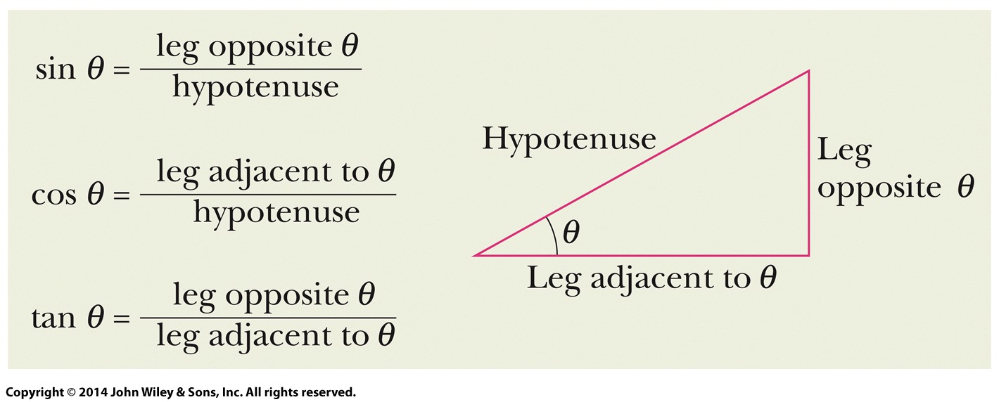 leg opposite θ
sin θ =
hypotenuse
leg adjacent to θ
cos θ =
hypotenuse
leg opposite θ
tan θ =
leg adjacent to θ
Hypotenuse
Leg
opposite θ
θ
Leg adjacent to θ
Copyright © 2014 John Wiley & Sons, Inc. All rights reserved.